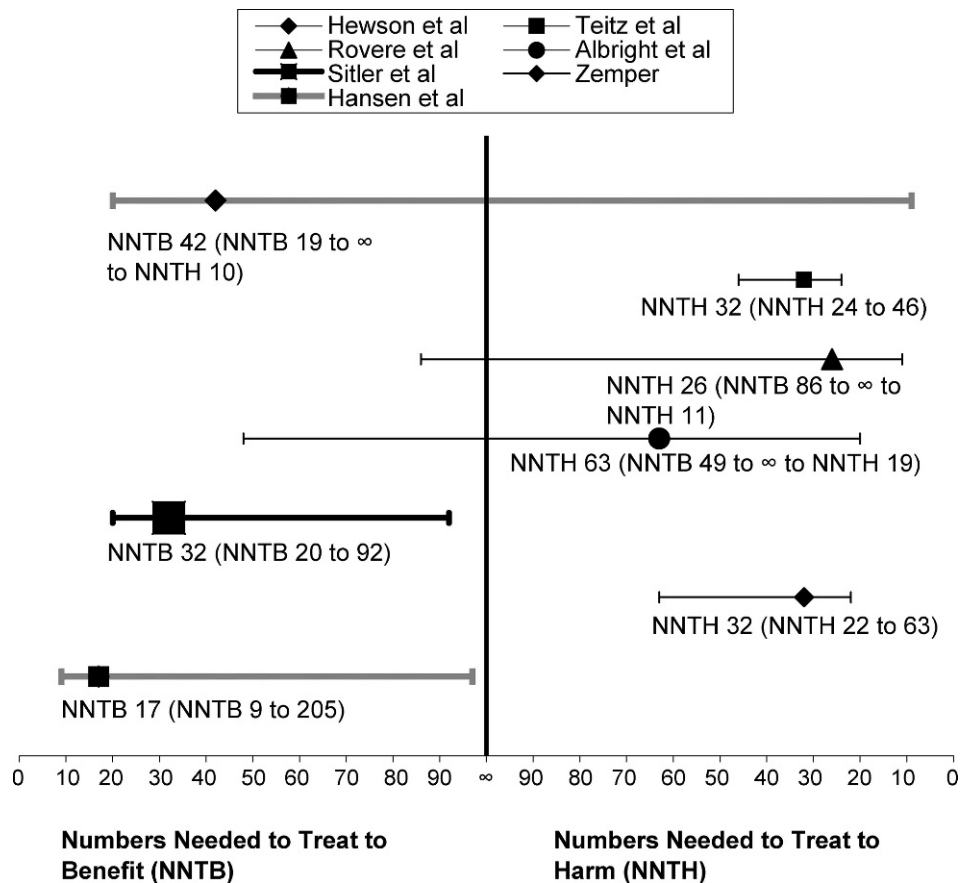 Hewson et al
Teitz et al
Rovere et al
Albright et al
Sitler et al
Zemper
Hansen et al
NNTB 42 (NNTB 19 to ∞
to NNTH 10)
NNTH 32 (NNTH 24 to 46)
NNTH 26 (NNTB 86 to ∞ to
NNTH 11)
NNTH 63 (NNTB 49 to ∞ to NNTH 19)
NNTB 32 (NNTB 20 to 92)
NNTH 32 (NNTH 22 to 63)
NNTB 17 (NNTB 9 to 205)
0 10 20 30 40 50 60 70 80 90 ∞ 90 80 70 60 50 40 30 20 10 0
Numbers Needed to Treat to
Benefit (NNTB)
Numbers Needed to Treat to
Harm (NNTH)